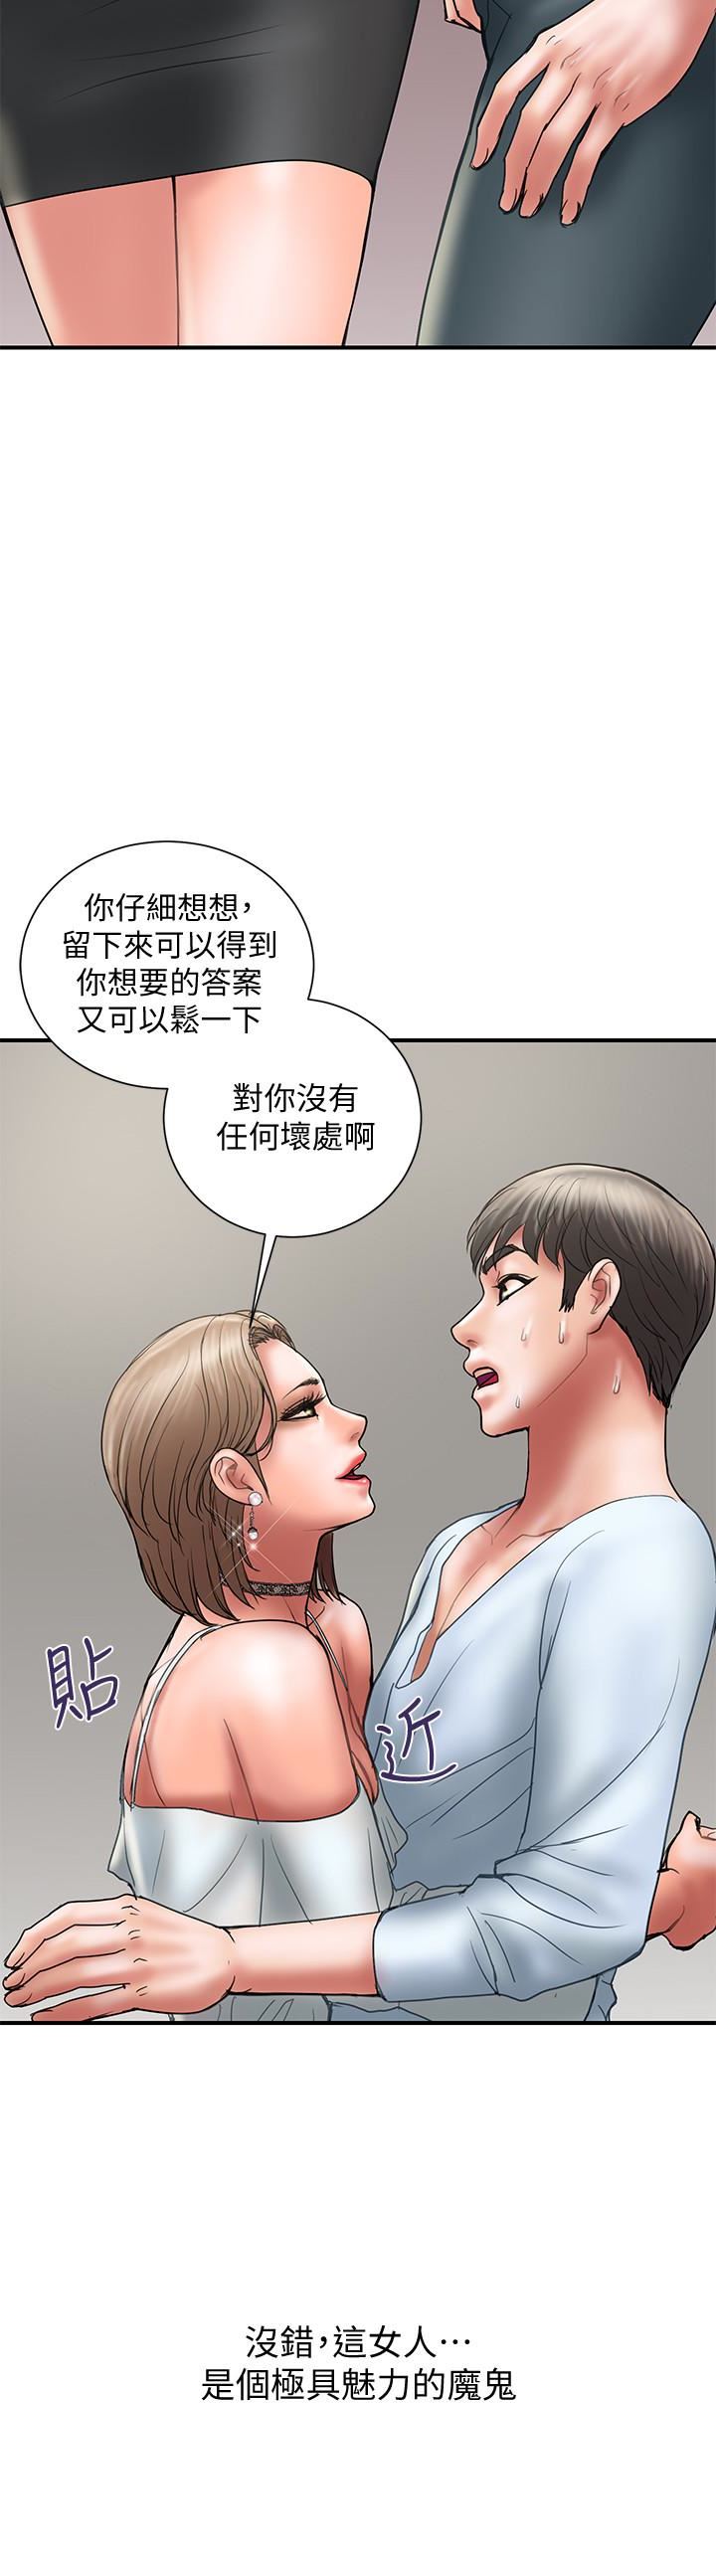 你仔細想想，
留下來可以得到
你想要的答案
又可以鬆一下
對你沒有
任何壞處啊
貼
近
沒錯，這女人…
是個極具魅力的魔鬼